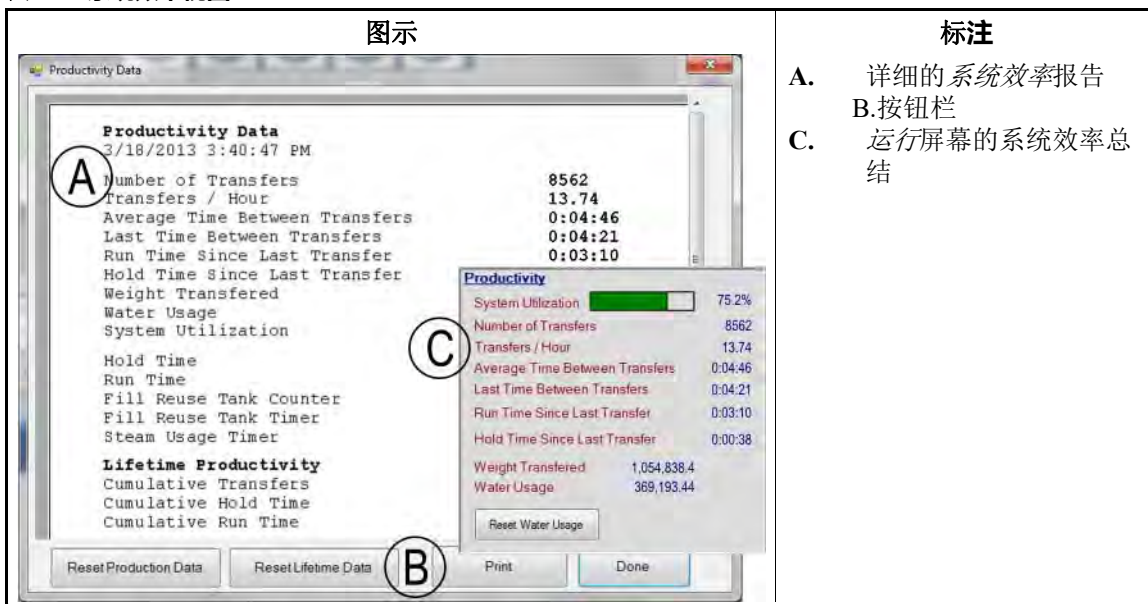 图示
标注
Productivity Data
Productivity Data
3/18/2013 3:40:47 PM
Number of Transfers 8562
Transfers / Hour 13.74
Average Time Between Transfers 0:04:46
Last Time Between Transfers 0:04:21
Run Time Since Last Transfer 0:03:10
Hold Time Since Last Transfer
Weight Transfered
Water Usage
System Utilization
Hold Time
Run Time
Fill Reuse Tank Counter
Fill Reuse Tank Timer
Steam Usage Timer
Lifetime Productivity
Cumulative Transfers
Cumulative Hold Time
Cumulative Run Time
A
Productivity
System Utilization 75.2%
Number of Transfers 8562
Transfers / Hour 13.74
Average Time Between Transfers 0:04:46
Last Time Between Transfers 0:04:21
Run Time Since Last Transfer 0:03:10
Hold Time Since Last Transfer 0:00:38
Weight Transfered 1,054,838.4
Water Usage 369,193.44
Reset Water Usage
C
Reset Production Data Reset Lifetime Data Print Done
B
A. 详细的系统效率报告
B.按钮栏
C. 运行屏幕的系统效率总
结